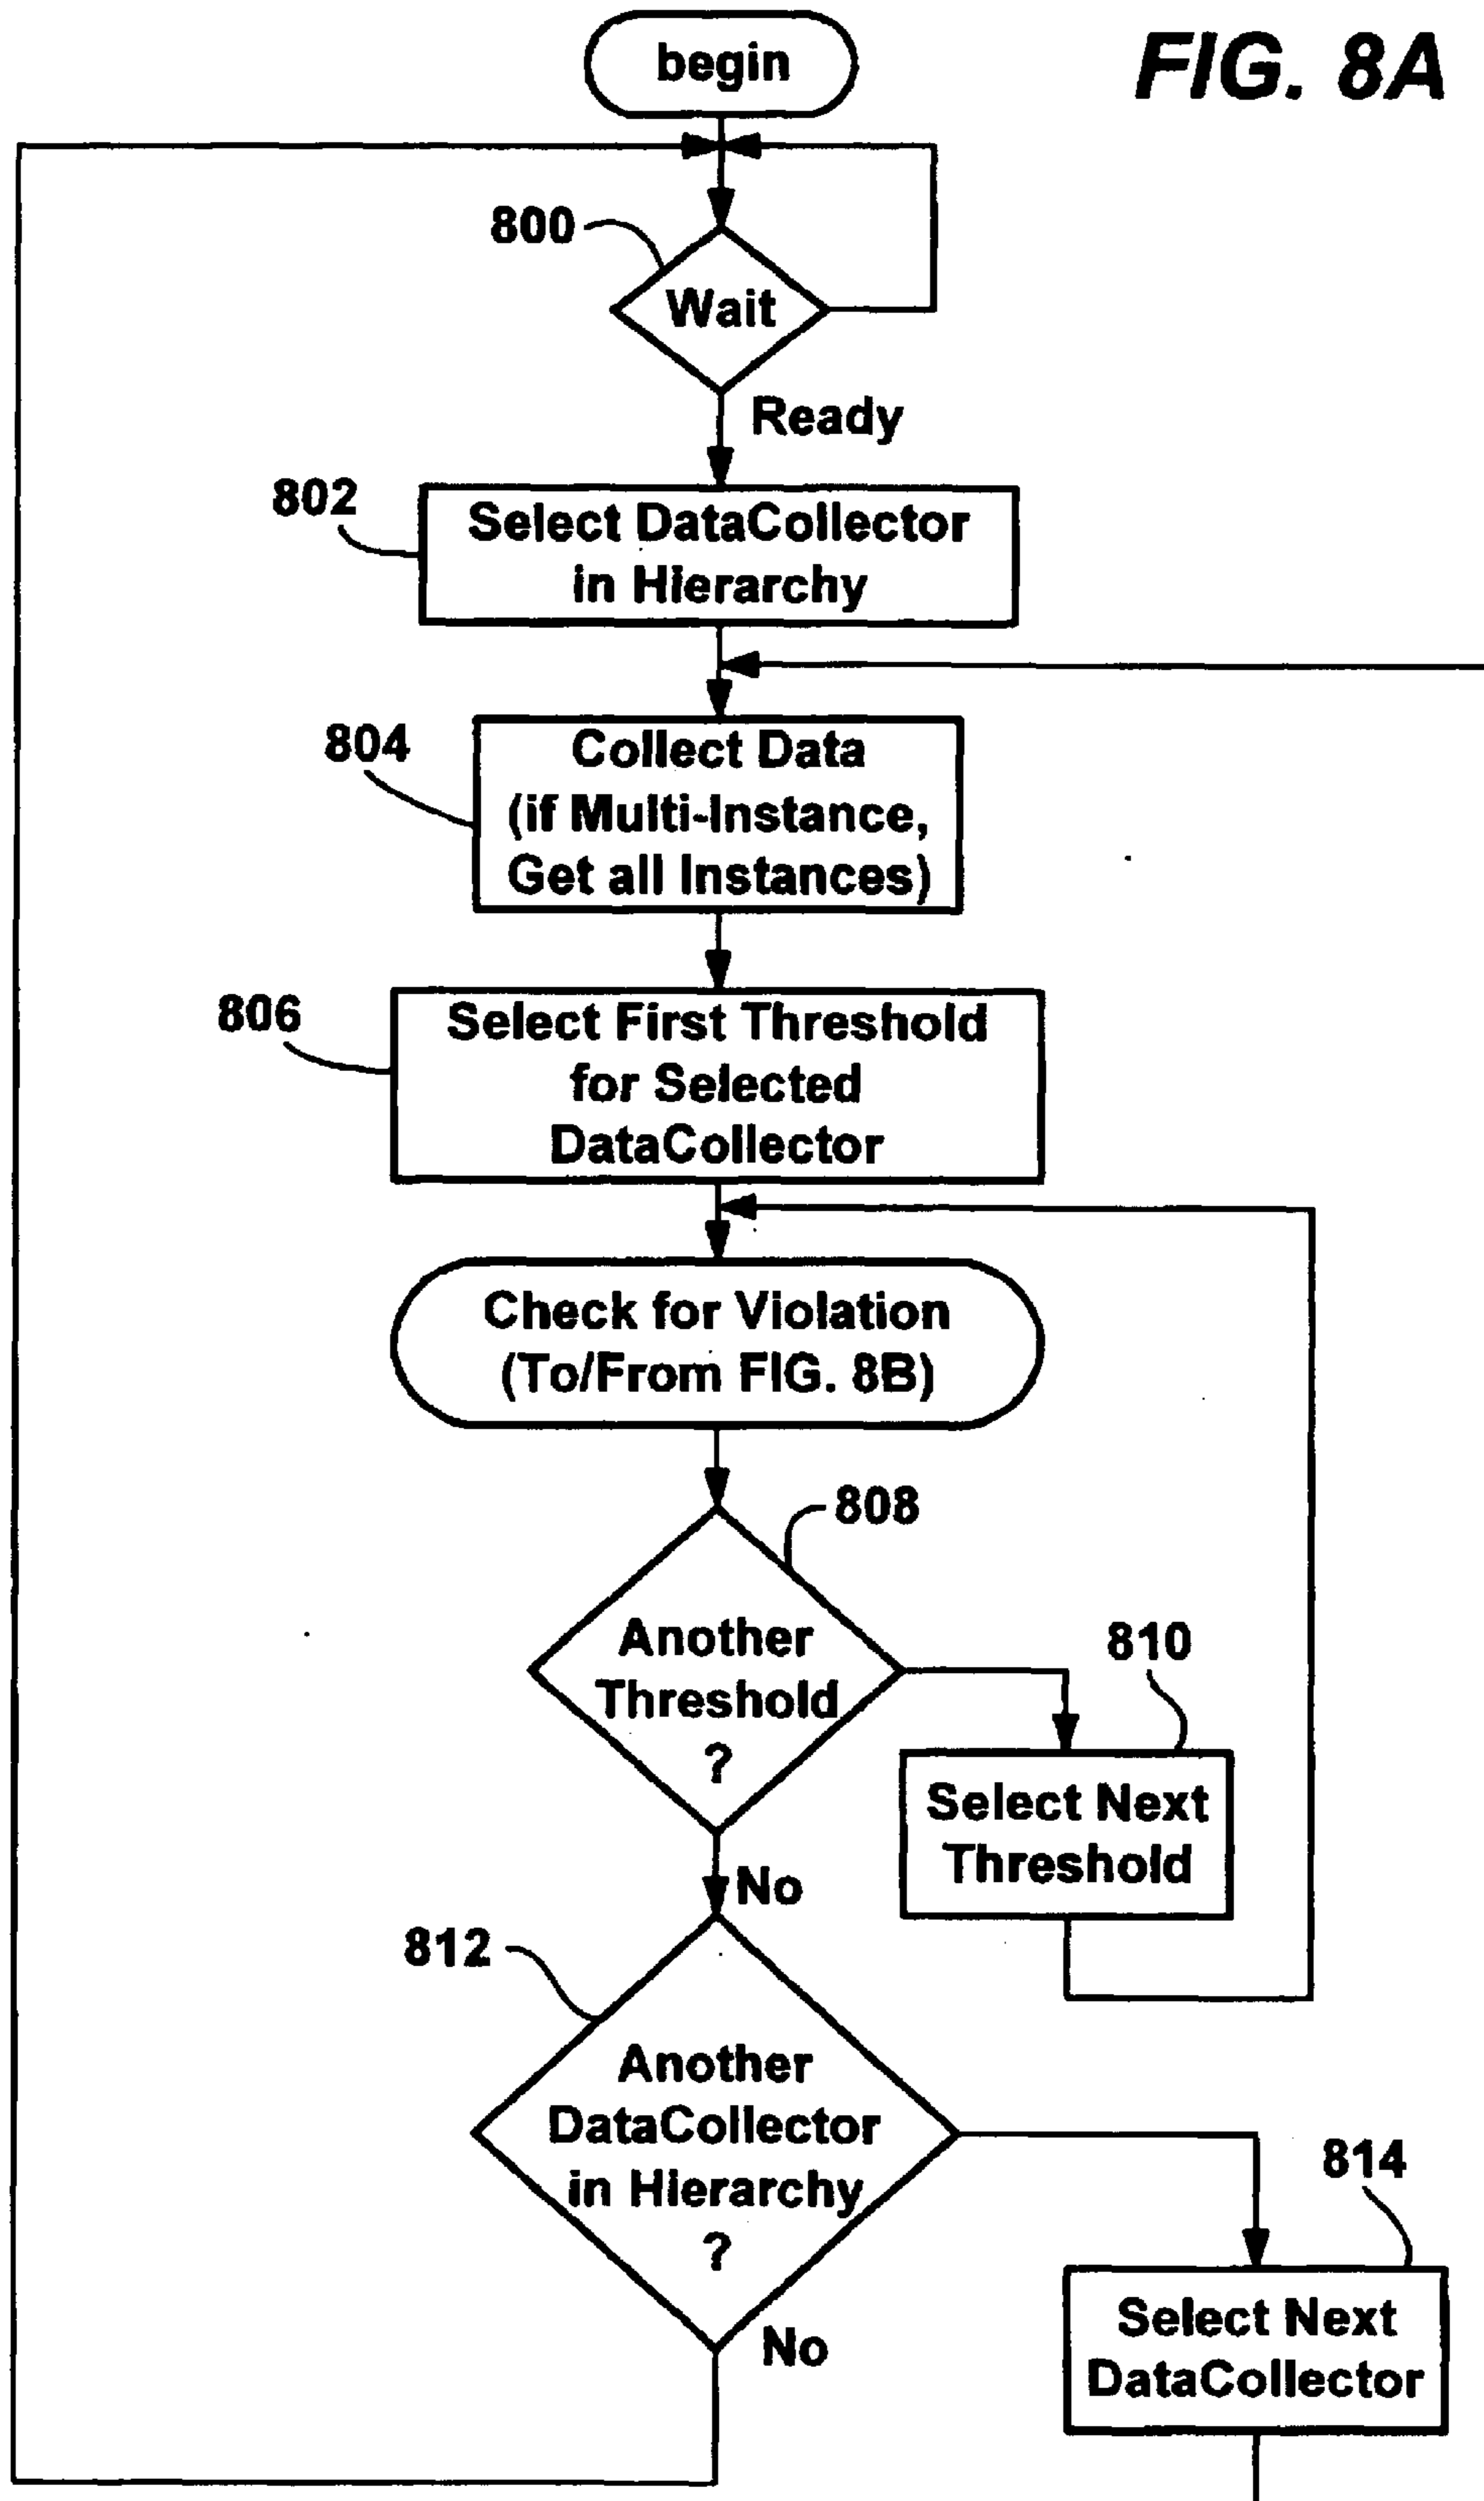 begin
FIG. 8A
800
Wait
Ready
802
Select DataCollector
in Hierarchy
804
Collect Data
(if Multi-Instance,
Get all Instances)
806
Select First Threshold
for Selected
DataCollector
Check for Violation
(To/From FIG. 8B)
808
Another
Threshold
?
810
Select Next
Threshold
No
812
Another
DataCollector
in Hierarchy
?
814
Select Next
DataCollector
No